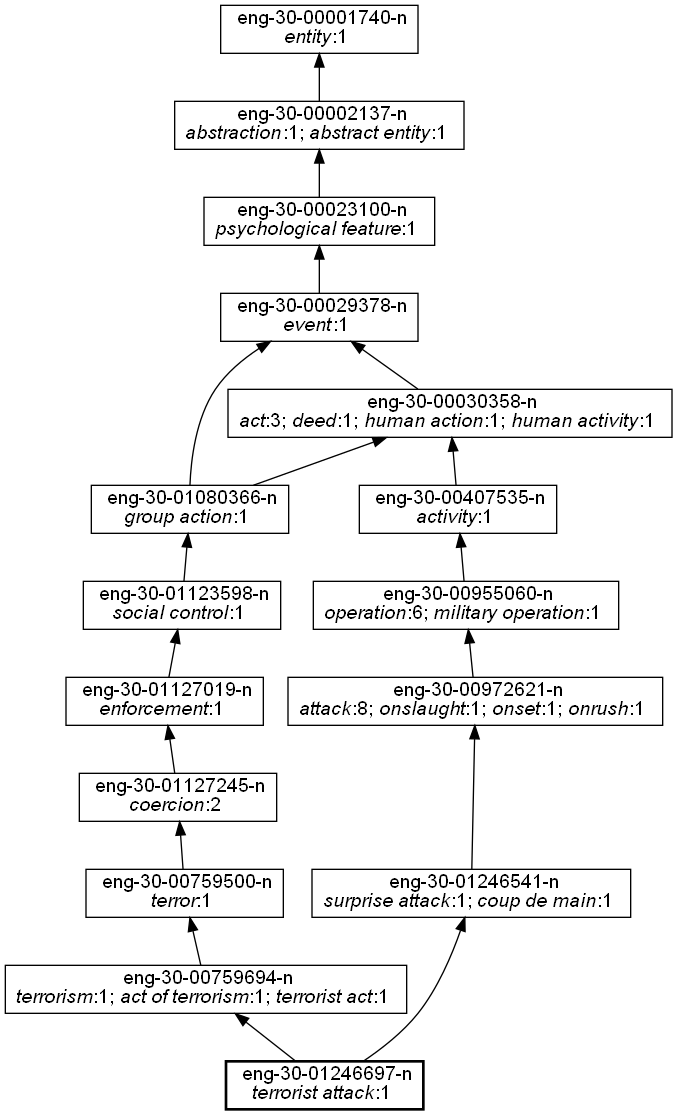 eng-30-00001740-n
entity:1
eng-30-00002137-n
abstraction:1; abstract entity:1
eng-30-00023100-n
psychological feature:1
eng-30-00029378-n
event:1
eng-30-00030358-n
act:3; deed:1; human action:1; human activity:1
eng-30-01080366-n
group action:1
eng-30-00407535-n
activity:1
eng-30-01123598-n
social control:1
eng-30-00955060-n
operation:6; military operation:1
eng-30-01127019-n
enforcement:1
eng-30-00972621-n
attack:8; onslaught:1; onset:1; onrush:1
eng-30-01127245-n
coercion:2
eng-30-00759500-n
terror:1
eng-30-01246541-n
surprise attack:1; coup de main:1
eng-30-00759694-n
terrorism:1; act of terrorism:1; terrorist act:1
eng-30-01246697-n
terrorist attack:1